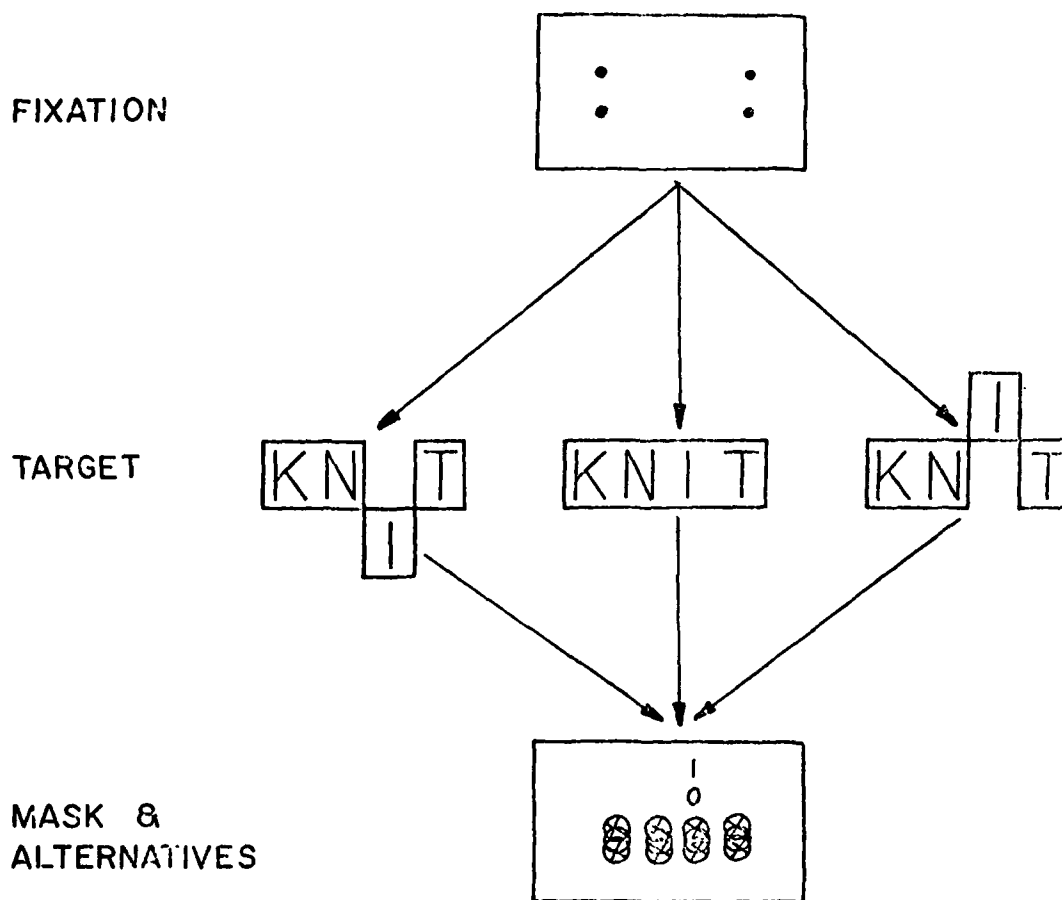 FIXATION
TARGET
KN T
I
KNIT
I
KN T
I
O
MASK &
ALTERNATIVES